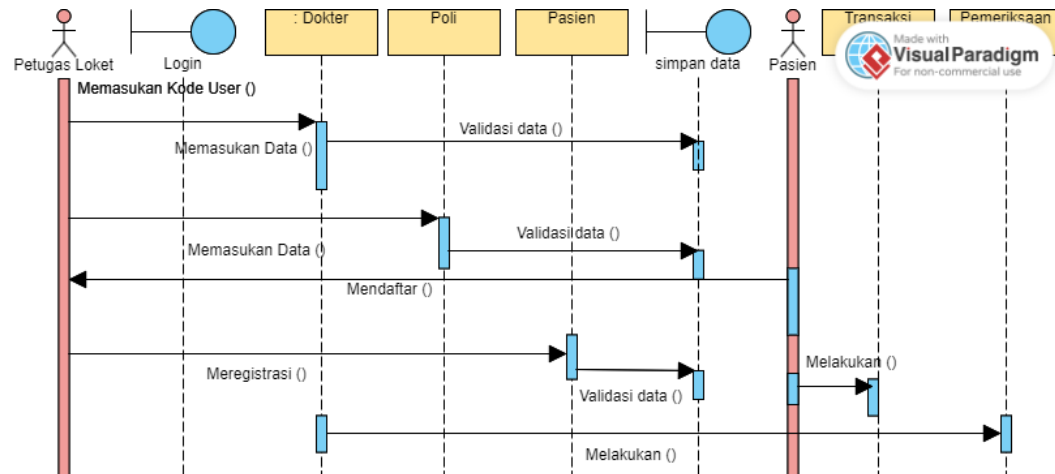 : Dokter
Poli
Pasien
Transaksi
Pemeriksaan
Made with
Visual Paradigm
For non-commercial use
Petugas Loket
Login
simpan data
Pasien
Memasukan Kode User ()
Validasi data ()
Memasukan Data ()
Validasi data ()
Memasukan Data ()
Mendaftar ()
Melakukan ()
Meregistrasi ()
Validasi data ()
Melakukan ()